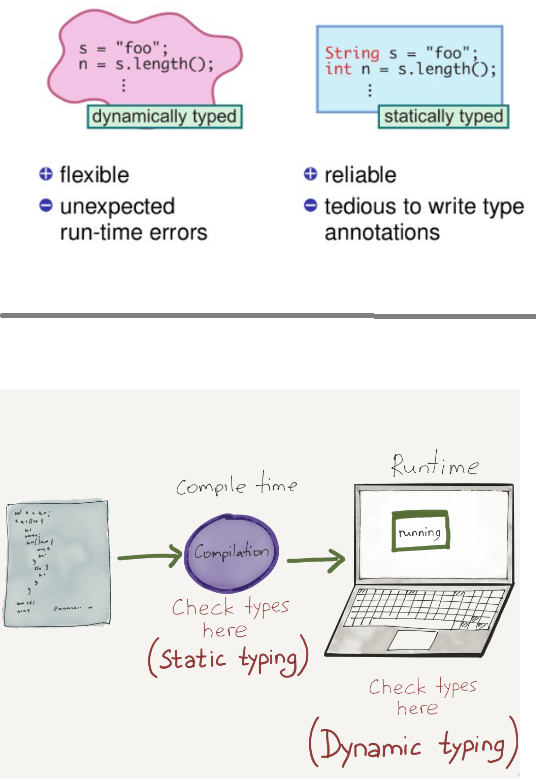 s = "foo";
n = s.length();
⋮
dynamically typed
+ flexible
− unexpected
run-time errors
String s = "foo";
int n = s.length();
⋮
statically typed
+ reliable
− tedious to write type
annotations
Compile time
Compilation
Check types
here
(Static typing)
Runtime
running
Check types
here
(Dynamic typing)